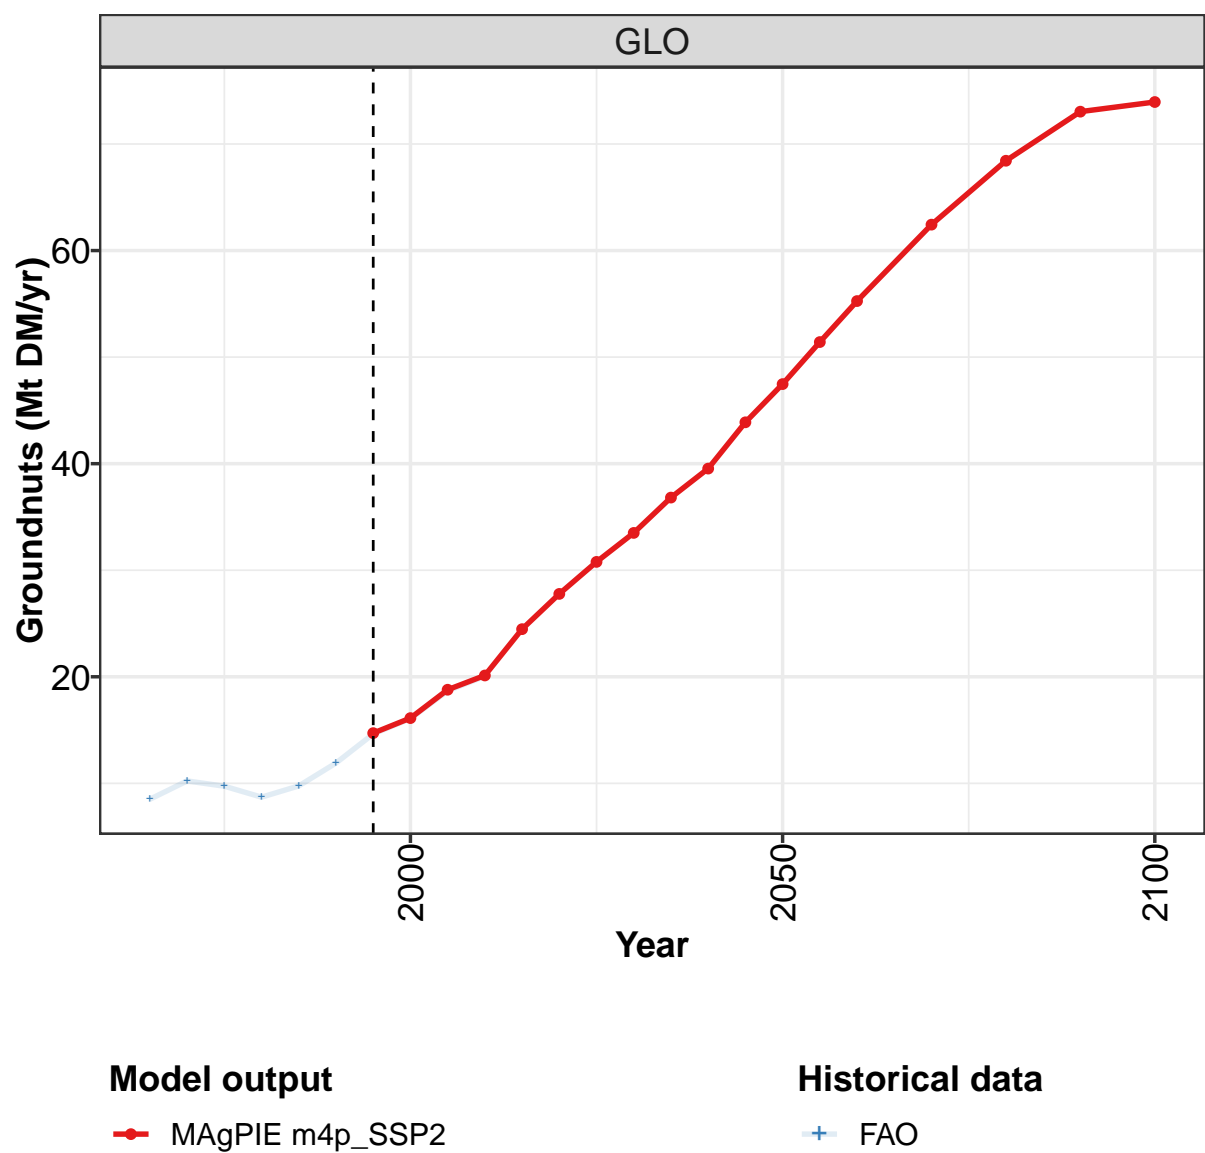 GLO
Groundnuts (Mt DM/yr)
60
40
20
2000
2050
2100
Year
Model output
MAgPIE m4p_SSP2
Historical data
FAO